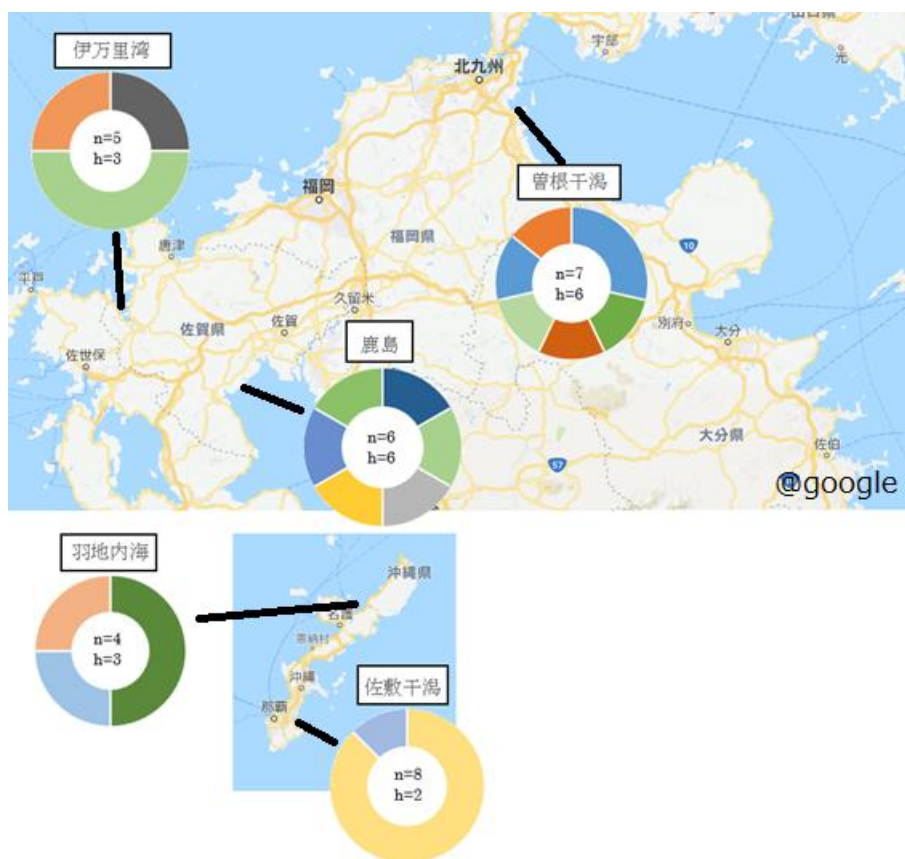 伊万里湾
n=5
h=3
北九州
宇部
光
福岡
曽根干潟
n=7
h=6
唐津
福岡県
10
平戸
佐賀県
佐賀
久留米
別府
大分
佐世保
鹿島
n=6
h=6
大分県
57
佐伯
@google
羽地内海
n=4
h=3
沖縄県
名護
恩納村
沖縄
那覇
佐敷干潟
n=8
h=2